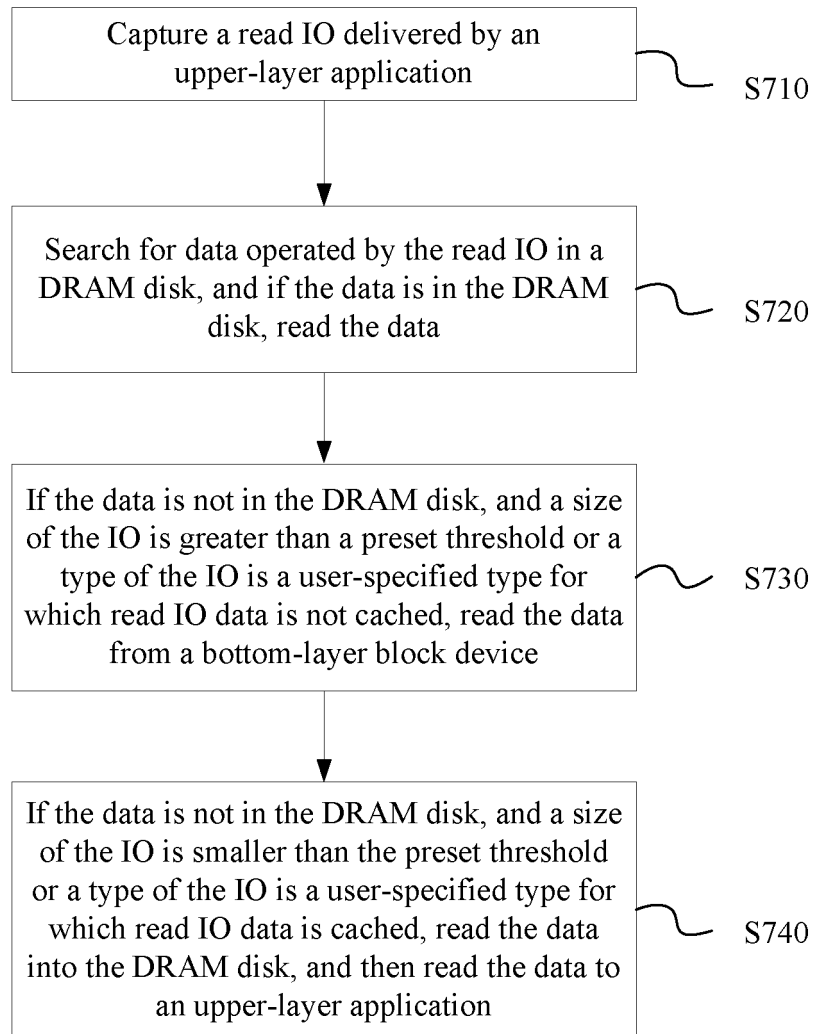 Capture a read IO delivered by an
upper-layer application
S710
Search for data operated by the read IO in a
DRAM disk, and if the data is in the DRAM
disk, read the data
S720
If the data is not in the DRAM disk, and a size
of the IO is greater than a preset threshold or a
type of the IO is a user-specified type for
which read IO data is not cached, read the data
from a bottom-layer block device
S730
If the data is not in the DRAM disk, and a size
of the IO is smaller than the preset threshold
or a type of the IO is a user-specified type for
which read IO data is cached, read the data
into the DRAM disk, and then read the data to
an upper-layer application
S740